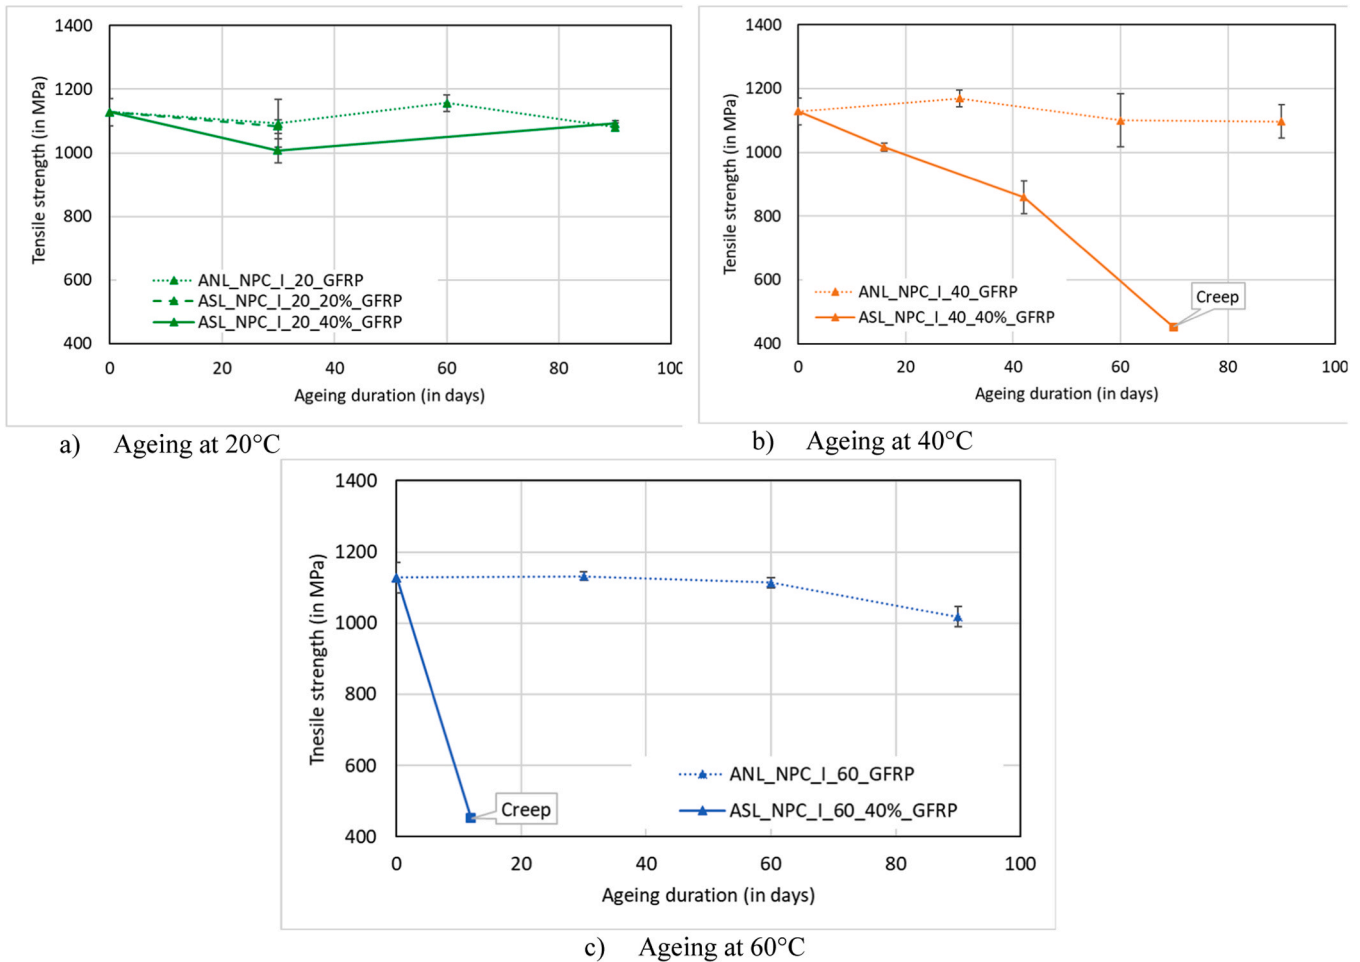 1400
1200
1000
800
600
400
Tensile strength (in MPa)
ANL_NPC_I_20_GFRP
ASL_NPC_I_20_20%_GFRP
ASL_NPC_I_20_40%_GFRP
0 20 40 60 80 100
Ageing duration (in days)
a) Ageing at 20°C
1400
1200
1000
800
600
400
Tensile strength (in MPa)
ANL_NPC_I_40_GFRP
ASL_NPC_I_40_40%_GFRP
Creep
0 20 40 60 80 100
Ageing duration (in days)
b) Ageing at 40°C
1400
1200
1000
800
600
400
Tnesile strength (in MPa)
ANL_NPC_I_60_GFRP
ASL_NPC_I_60_40%_GFRP
Creep
0 20 40 60 80 100
Ageing duration (in days)
c) Ageing at 60°C